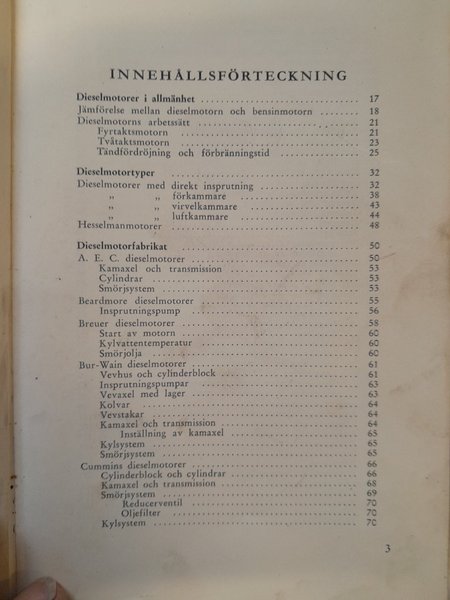 INNEHÅLLSFÖRTECKNING
Dieselmotorer i allmänhet 17
Jämförelse mellan dieselmotorn och bensinmotorn 18
Dieselmotorns arbetssätt 21
Fyrtaktsmotorn 21
Tvåtaktsmotorn 23
Tändfördröjning och förbränningstid 25
Dieselmotortyper 32
Dieselmotorer med direkt insprutning 32
„ „ förkammare 38
„ „ virvelkammare 43
„ „ luftkammare 44
Hesselmanmotorer 48
Dieselmotorfabrikat 50
A. E. C. dieselmotorer 50
Kamaxel och transmission 53
Cylindrar 53
Smörjsystem 53
Beardmore dieselmotorer 55
Insprutningspump 56
Breuer dieselmotorer 58
Start av motorn 60
Kylvattentemperatur 60
Smörjolja 60
Bur-Wain dieselmotorer 61
Vevhus och cylinderblock 61
Insprutningspumpar 63
Vevaxel med lager 63
Kolvar 64
Vevstakar 64
Kamaxel och transmission 64
Inställning av kamaxel 65
Kylsystem 65
Smörjsystem 65
Cummins dieselmotorer 66
Cylinderblock och cylindrar 66
Kamaxel och transmission 68
Smörjsystem 69
Reducerventil 70
Oljefilter 70
Kylsystem 70
3